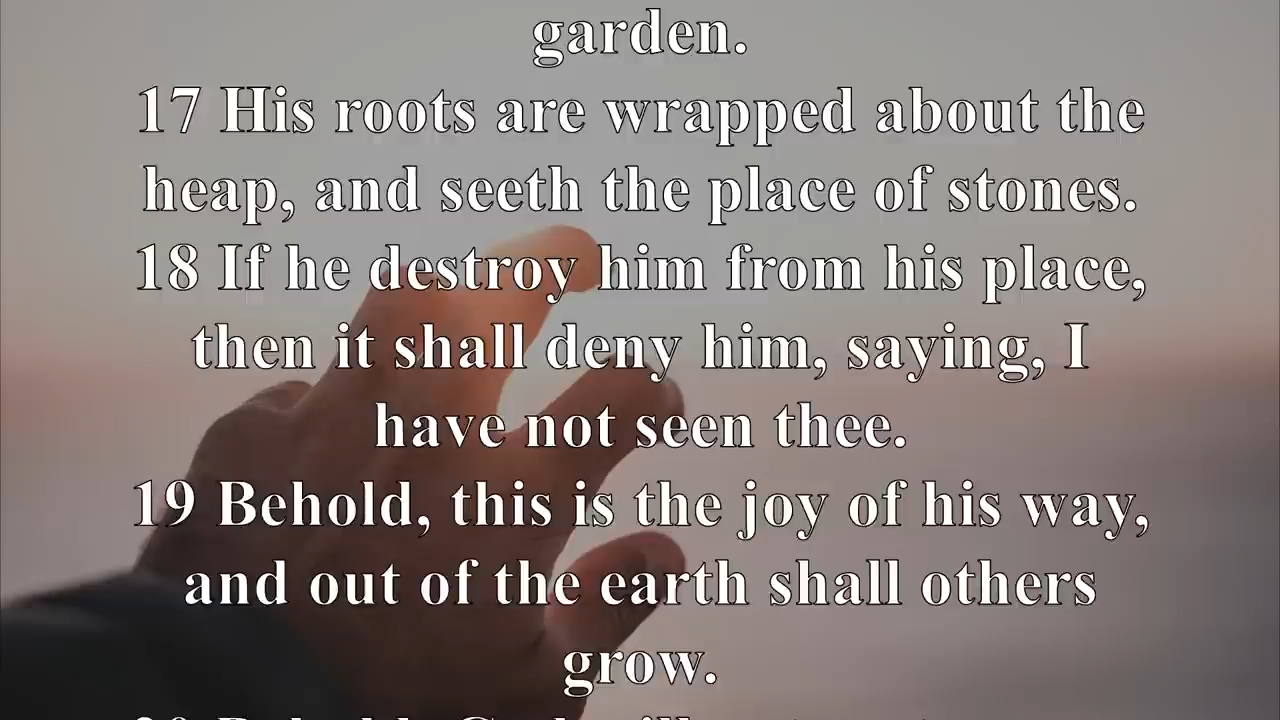 garden.
17 His roots are wrapped about the
heap, and seeth the place of stones.
18 If he destroy him from his place,
then it shall deny him, saying, I
have not seen thee.
19 Behold, this is the joy of his way,
and out of the earth shall others
grow.